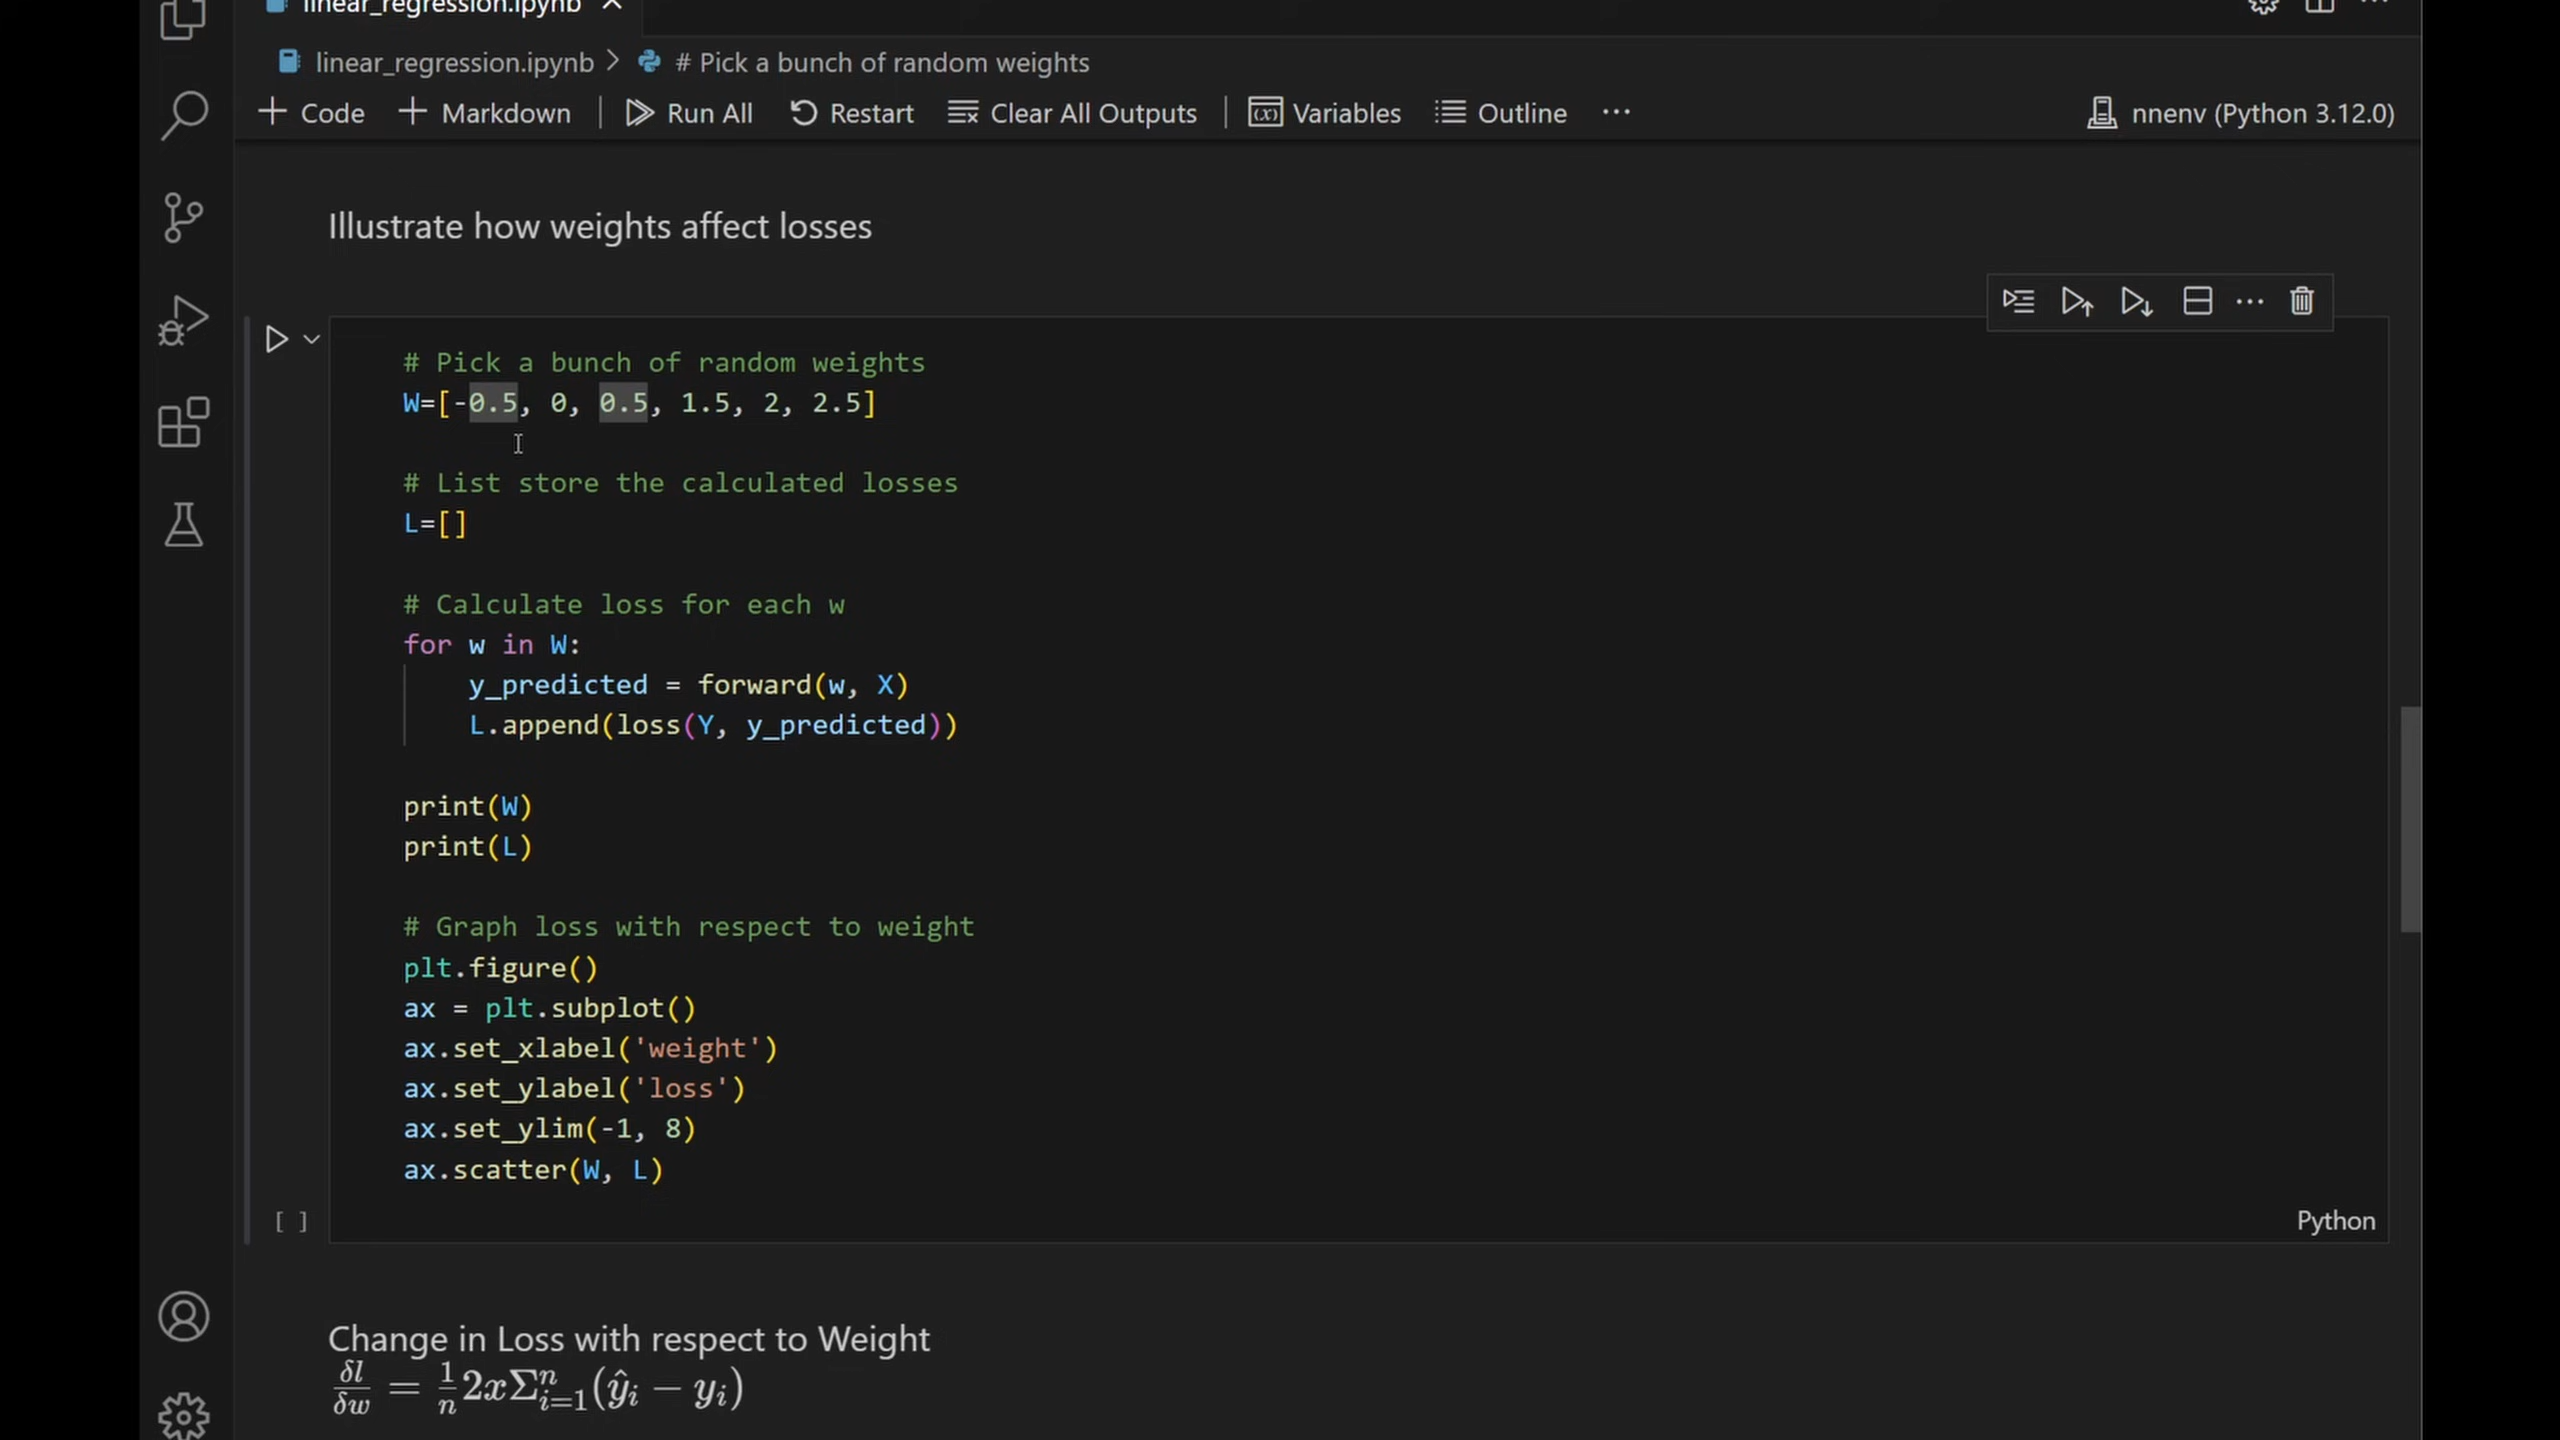 linear_regression.ipynb
linear_regression.ipynb > # Pick a bunch of random weights
+ Code + Markdown Run All Restart Clear All Outputs Variables Outline ... nnenv (Python 3.12.0)
Illustrate how weights affect losses
# Pick a bunch of random weights
W=[-0.5, 0, 0.5, 1.5, 2, 2.5]
# List store the calculated losses
L=[]
# Calculate loss for each w
for w in W:
    y_predicted = forward(w, X)
    L.append(loss(Y, y_predicted))
print(W)
print(L)
# Graph loss with respect to weight
plt.figure()
ax = plt.subplot()
ax.set_xlabel('weight')
ax.set_ylabel('loss')
ax.set_ylim(-1, 8)
ax.scatter(W, L)
[ ] Python
Change in Loss with respect to Weight
δl/δw = 1/n 2xΣⁿᵢ₌₁(ŷᵢ − yᵢ)